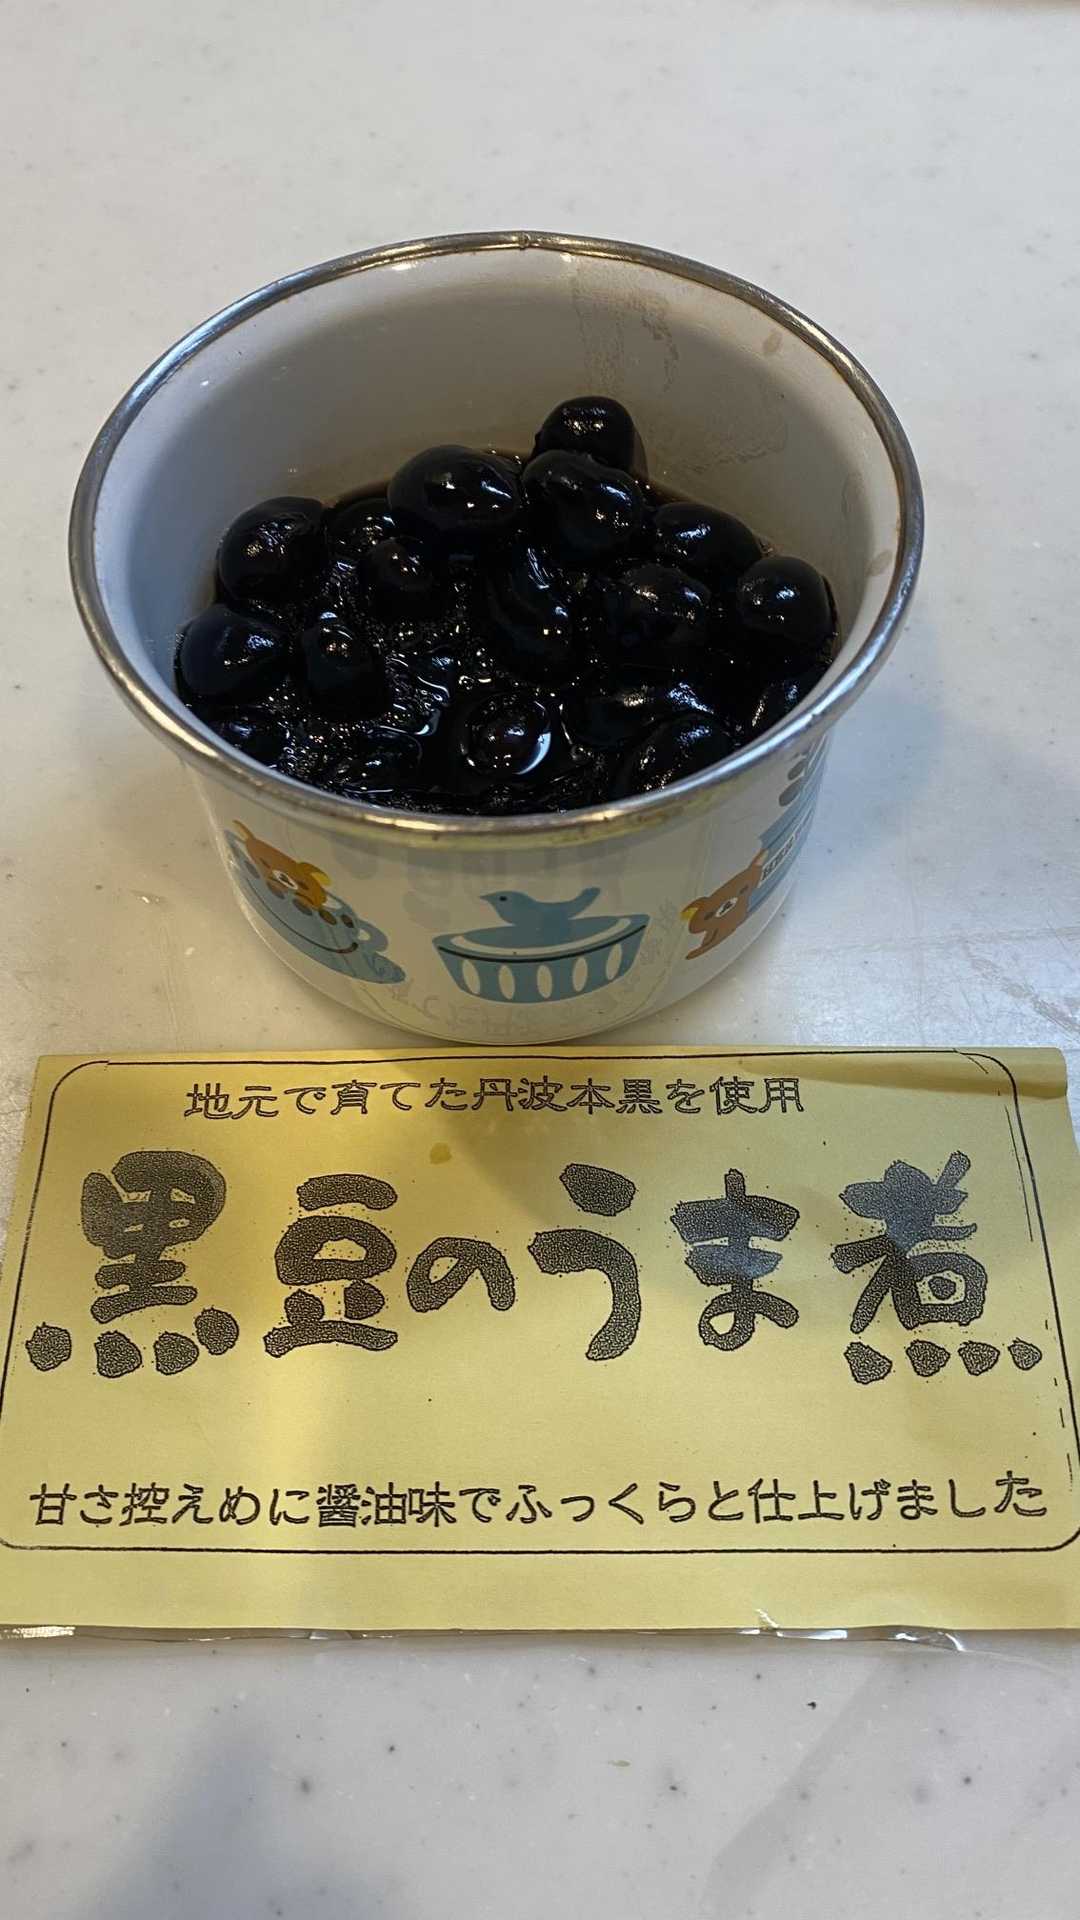 地元で育てた丹波本黒を使用
黒豆のうま煮
甘さ控えめに醤油味でふっくらと仕上げました